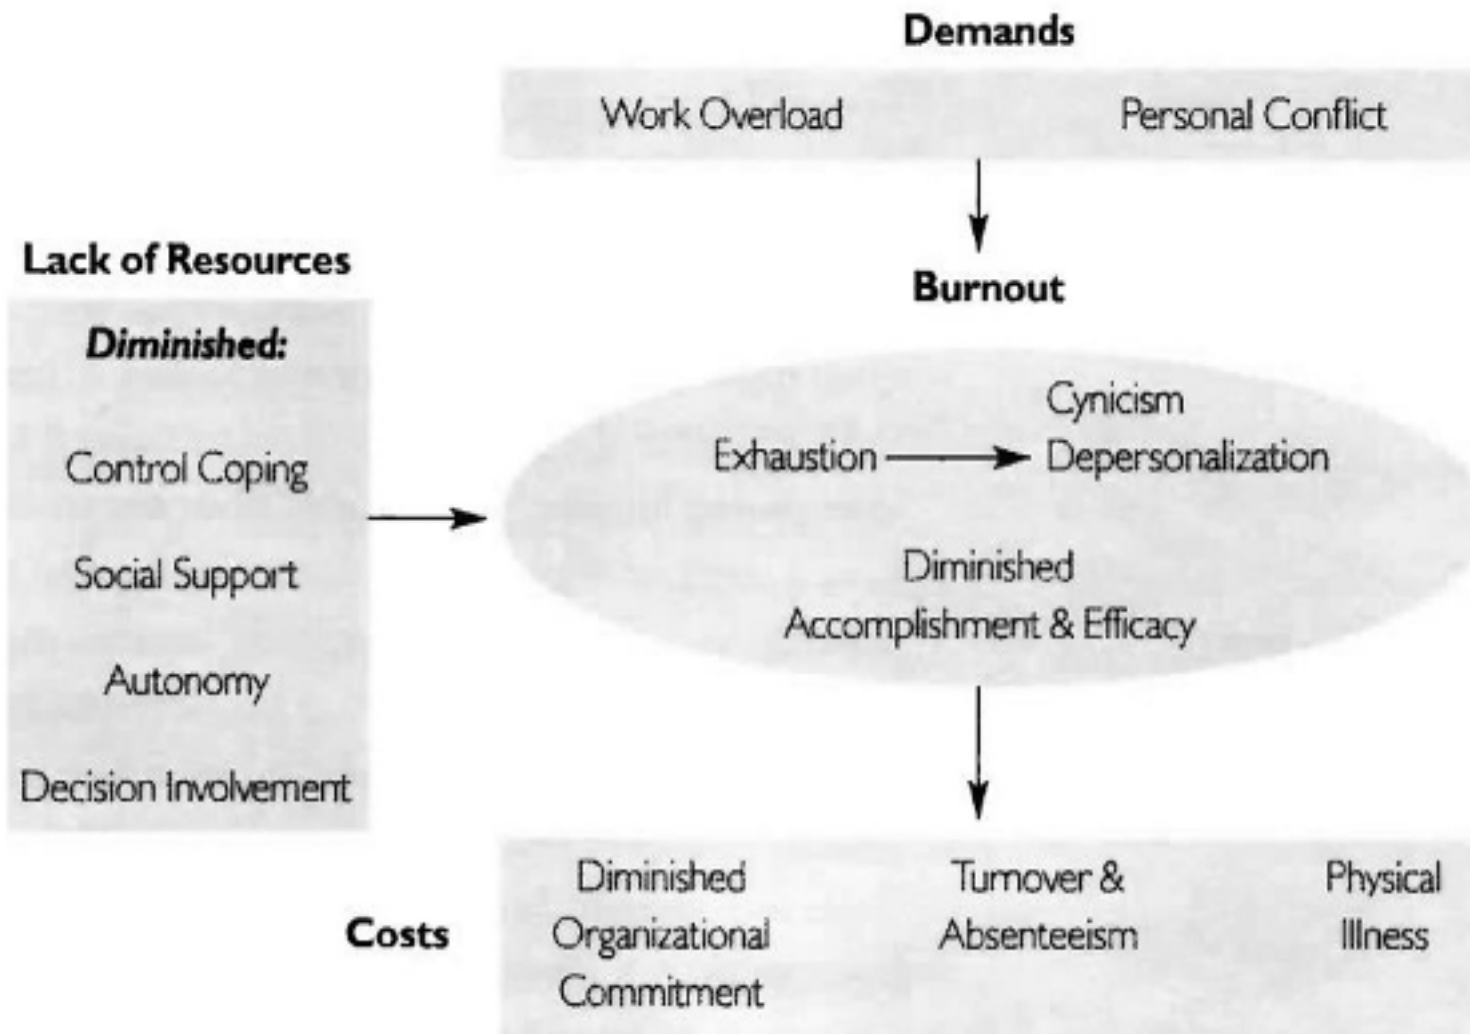 Demands
Work Overload Personal Conflict
Lack of Resources
Diminished:
Control Coping
Social Support
Autonomy
Decision Involvement
Burnout
Cynicism
Exhaustion Depersonalization
Diminished
Accomplishment & Efficacy
Costs
Diminished
Organizational
Commitment
Turnover &
Absenteeism
Physical
Illness